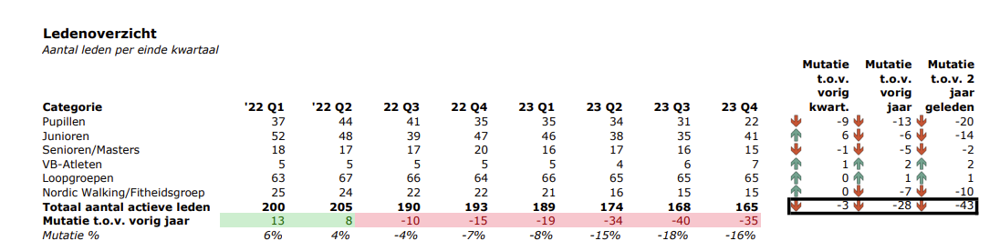 Ledenoverzicht
Aantal leden per einde kwartaal
Mutatie Mutatie Mutatie
t.o.v. t.o.v. t.o.v. 2
vorig vorig jaar
Categorie '22 Q1 '22 Q2 22 Q3 22 Q4 23 Q1 23 Q2 23 Q3 23 Q4 kwart. jaar geleden
Pupillen 37 44 41 35 35 34 31 22 -9 -13 -20
Junioren 52 48 39 47 46 38 35 41 6 -6 -14
Senioren/Masters 18 17 17 20 16 17 16 15 -1 -5 -2
VB-Atleten 5 5 5 5 5 4 6 7 1 2 2
Loopgroepen 63 67 66 64 66 65 65 65 0 1 1
Nordic Walking/Fitheidsgroep 25 24 22 22 21 16 15 15 0 -7 -10
Totaal aantal actieve leden 200 205 190 193 189 174 168 165 -3 -28 -43
Mutatie t.o.v. vorig jaar 13 8 -10 -15 -19 -34 -40 -35
Mutatie % 6% 4% -4% -7% -8% -15% -18% -16%